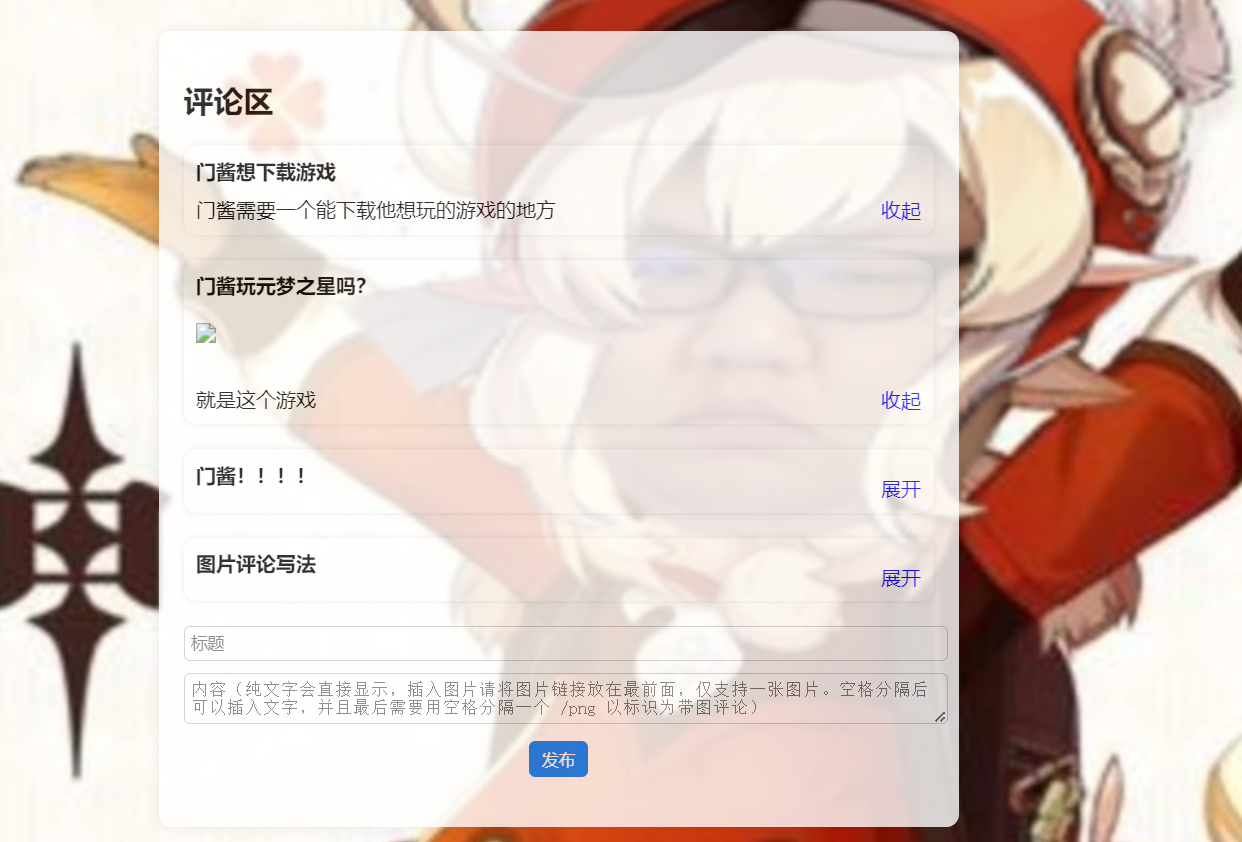 评论区
门酱想下载游戏
门酱需要一个能下载他想玩的游戏的地方
收起
门酱玩元梦之星吗?
就是这个游戏
收起
门酱！！！！
展开
图片评论写法
展开
标题
内容（纯文字会直接显示，插入图片请将图片链接放在最前面，仅支持一张图片。空格分隔后
可以插入文字，并且最后需要用空格分隔一个 /png 以标识为带图评论）
发布